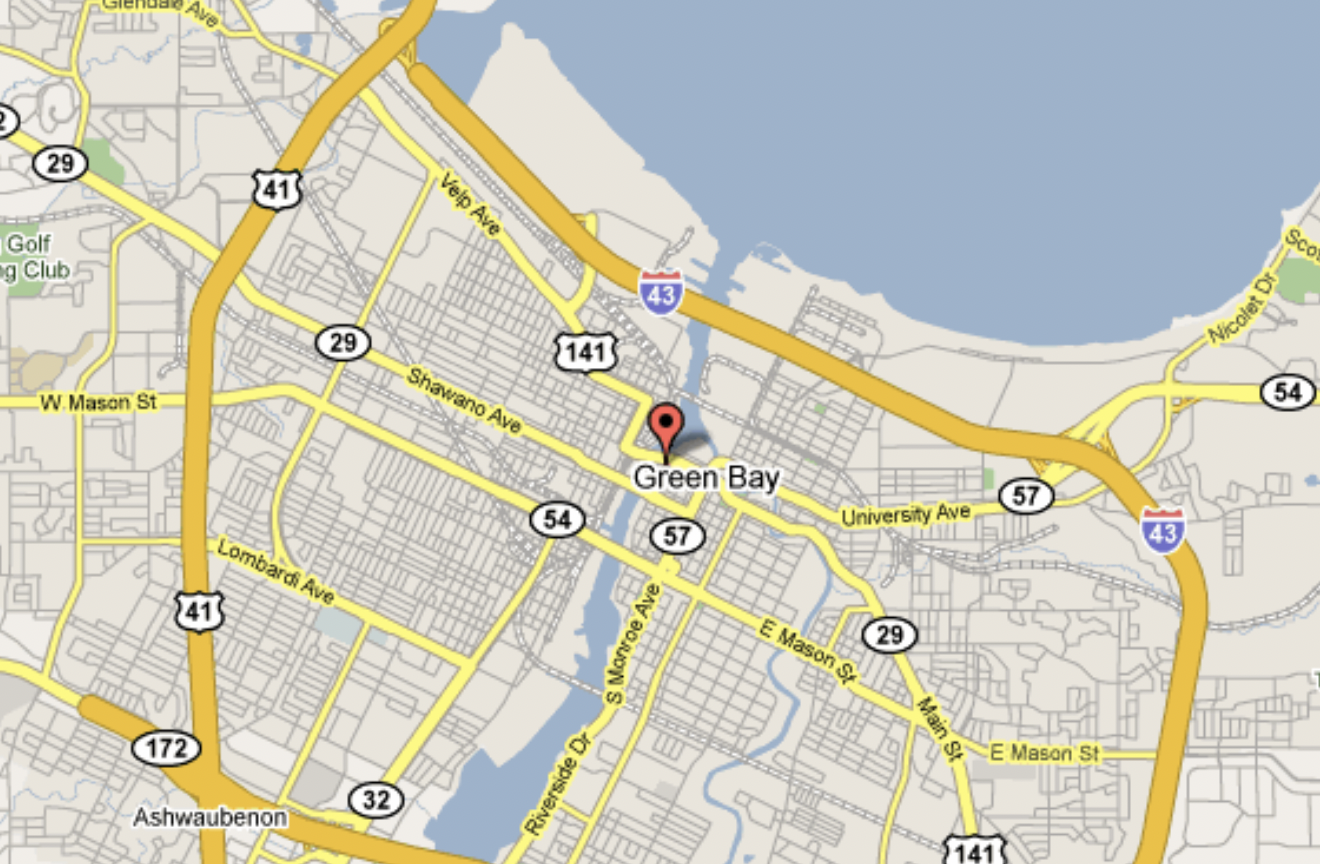 Glendale Ave
29
41
Velp Ave
Golf
Club
43
Nicolet Dr
29
141
54
W Mason St
Shawano Ave
Green Bay
57
University Ave
54
57
43
Lombardi Ave
41
S Monroe Ave
E Mason St
29
Main St
E Mason St
172
Riverside Dr
32
Ashwaubenon
141